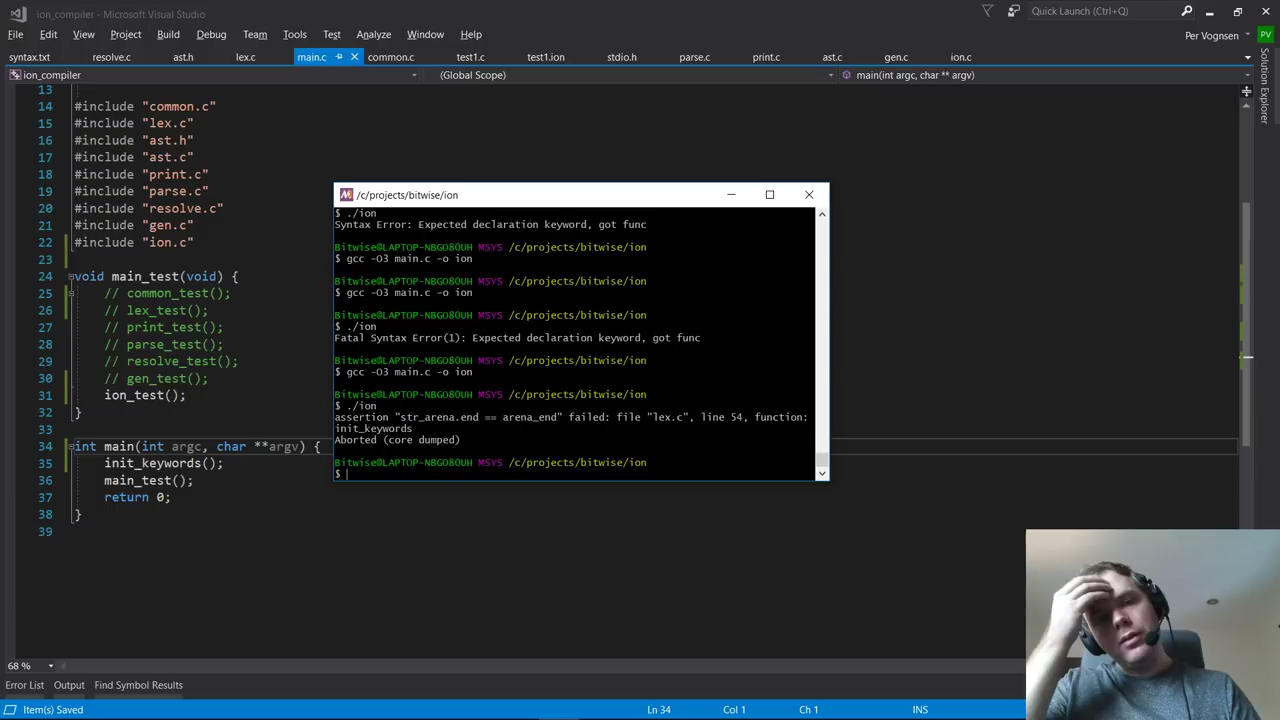 ion_compiler - Microsoft Visual Studio
Quick Launch (Ctrl+Q)
File Edit View Project Build Debug Team Tools Test Analyze Window Help
Per Vognsen PV
syntax.txt resolve.c ast.h lex.c main.c common.c test1.c test1.ion stdio.h parse.c print.c ast.c gen.c ion.c
Solution Explorer
ion_compiler (Global Scope) main(int argc, char ** argv)
13
14 #include "common.c"
15 #include "lex.c"
16 #include "ast.h"
17 #include "ast.c"
18 #include "print.c"
19 #include "parse.c"
20 #include "resolve.c"
21 #include "gen.c"
22 #include "ion.c"
23
24 void main_test(void) {
25 // common_test();
26 // lex_test();
27 // print_test();
28 // parse_test();
29 // resolve_test();
30 // gen_test();
31 ion_test();
32 }
33
34 int main(int argc, char **argv) {
35 init_keywords();
36 main_test();
37 return 0;
38 }
39
/c/projects/bitwise/ion
$ ./ion
Syntax Error: Expected declaration keyword, got func
Bitwise@LAPTOP-NBGO80UH MSYS /c/projects/bitwise/ion
$ gcc -O3 main.c -o ion
Bitwise@LAPTOP-NBGO80UH MSYS /c/projects/bitwise/ion
$ gcc -O3 main.c -o ion
Bitwise@LAPTOP-NBGO80UH MSYS /c/projects/bitwise/ion
$ ./ion
Fatal Syntax Error(1): Expected declaration keyword, got func
Bitwise@LAPTOP-NBGO80UH MSYS /c/projects/bitwise/ion
$ gcc -O3 main.c -o ion
Bitwise@LAPTOP-NBGO80UH MSYS /c/projects/bitwise/ion
$ ./ion
assertion "str_arena.end == arena_end" failed: file "lex.c", line 54, function:
init_keywords
Aborted (core dumped)
Bitwise@LAPTOP-NBGO80UH MSYS /c/projects/bitwise/ion
$
68 %
Error List Output Find Symbol Results
Item(s) Saved Ln 34 Col 1 Ch 1 INS